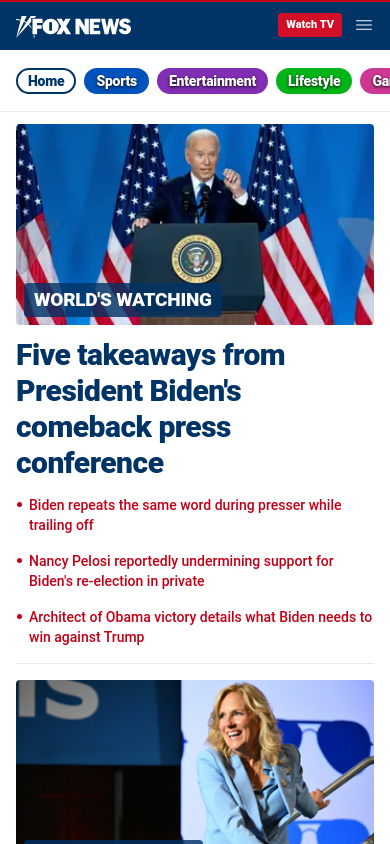 FOX NEWS
Watch TV
Home
Sports
Entertainment
Lifestyle
WORLD'S WATCHING
Five takeaways from
President Biden's
comeback press
conference
Biden repeats the same word during presser while
trailing off
Nancy Pelosi reportedly undermining support for
Biden's re-election in private
Architect of Obama victory details what Biden needs to
win against Trump